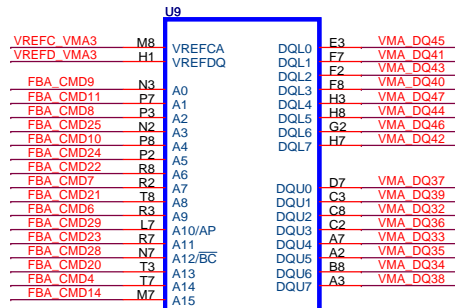 U9
VREFC_VMA3 M8 VREFCA DQL0 E3 VMA_DQ45
VREFD_VMA3 H1 VREFDQ DQL1 F7 VMA_DQ41
DQL2 F2 VMA_DQ43
FBA_CMD9 N3 A0 DQL3 F8 VMA_DQ40
FBA_CMD11 P7 A1 DQL4 H3 VMA_DQ47
FBA_CMD8 P3 A2 DQL5 H8 VMA_DQ44
FBA_CMD25 N2 A3 DQL6 G2 VMA_DQ46
FBA_CMD10 P8 A4 DQL7 H7 VMA_DQ42
FBA_CMD24 P2 A5
FBA_CMD22 R8 A6
FBA_CMD7 R2 A7 DQU0 D7 VMA_DQ37
FBA_CMD21 T8 A8 DQU1 C3 VMA_DQ39
FBA_CMD6 R3 A9 DQU2 C8 VMA_DQ32
FBA_CMD29 L7 A10/AP DQU3 C2 VMA_DQ36
FBA_CMD23 R7 A11 DQU4 A7 VMA_DQ33
FBA_CMD28 N7 A12/BC DQU5 A2 VMA_DQ35
FBA_CMD20 T3 A13 DQU6 B8 VMA_DQ34
FBA_CMD4 T7 A14 DQU7 A3 VMA_DQ38
FBA_CMD14 M7 A15